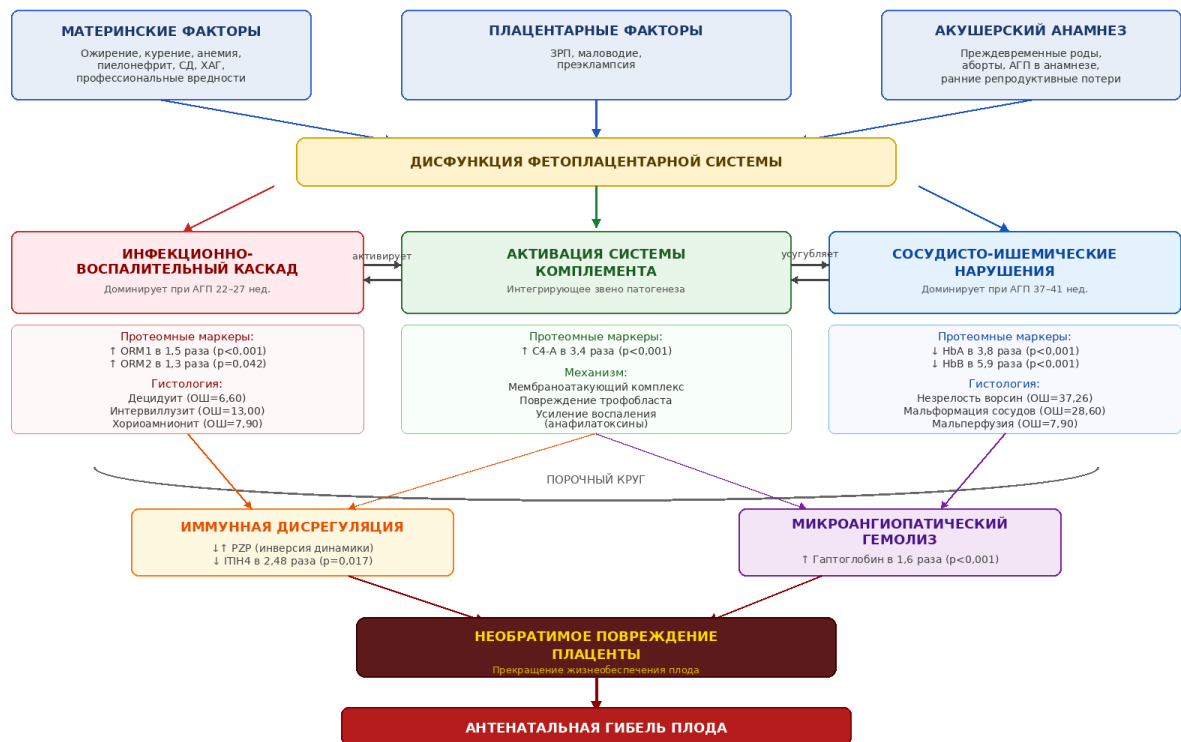 МАТЕРИНСКИЕ ФАКТОРЫ
Ожирение, курение, анемия,
пиелонефрит, СД, ХАГ,
профессиональные вредности
ПЛАЦЕНТАРНЫЕ ФАКТОРЫ
ЗРП, маловодие,
преэклампсия
АКУШЕРСКИЙ АНАМНЕЗ
Преждевременные роды,
аборты, АГП в анамнезе,
ранние репродуктивные потери
ДИСФУНКЦИЯ ФЕТОПЛАЦЕНТАРНОЙ СИСТЕМЫ
ИНФЕКЦИОННО-
ВОСПАЛИТЕЛЬНЫЙ КАСКАД
Доминирует при АГП 22–27 нед.
активирует
АКТИВАЦИЯ СИСТЕМЫ
КОМПЛЕМЕНТА
Интегрирующее звено патогенеза
усугубляет
СОСУДИСТО-ИШЕМИЧЕСКИЕ
НАРУШЕНИЯ
Доминирует при АГП 37–41 нед.
Протеомные маркеры:
↑ ORM1 в 1,5 раза (p<0,001)
↑ ORM2 в 1,3 раза (p=0,042)
Гистология:
Децидуит (ОШ=6,60)
Интервиллузит (ОШ=13,00)
Хориоамнионит (ОШ=7,90)
Протеомные маркеры:
↑ C4-A в 3,4 раза (p<0,001)
Механизм:
Мембраноатакующий комплекс
Повреждение трофобласта
Усиление воспаления
(анафилатоксины)
Протеомные маркеры:
↓ HbA в 3,8 раза (p<0,001)
↓ HbB в 5,9 раза (p<0,001)
Гистология:
Незрелость ворсин (ОШ=37,26)
Мальформация сосудов (ОШ=28,60)
Мальперфузия (ОШ=7,90)
ПОРОЧНЫЙ КРУГ
ИММУННАЯ ДИСРЕГУЛЯЦИЯ
↓↑ PZP (инверсия динамики)
↓ ITIH4 в 2,48 раза (p=0,017)
МИКРОАНГИОПАТИЧЕСКИЙ
ГЕМОЛИЗ
↑ Гаптоглобин в 1,6 раза (p<0,001)
НЕОБРАТИМОЕ ПОВРЕЖДЕНИЕ
ПЛАЦЕНТЫ
Прекращение жизнеобеспечения плода
АНТЕНАТАЛЬНАЯ ГИБЕЛЬ ПЛОДА